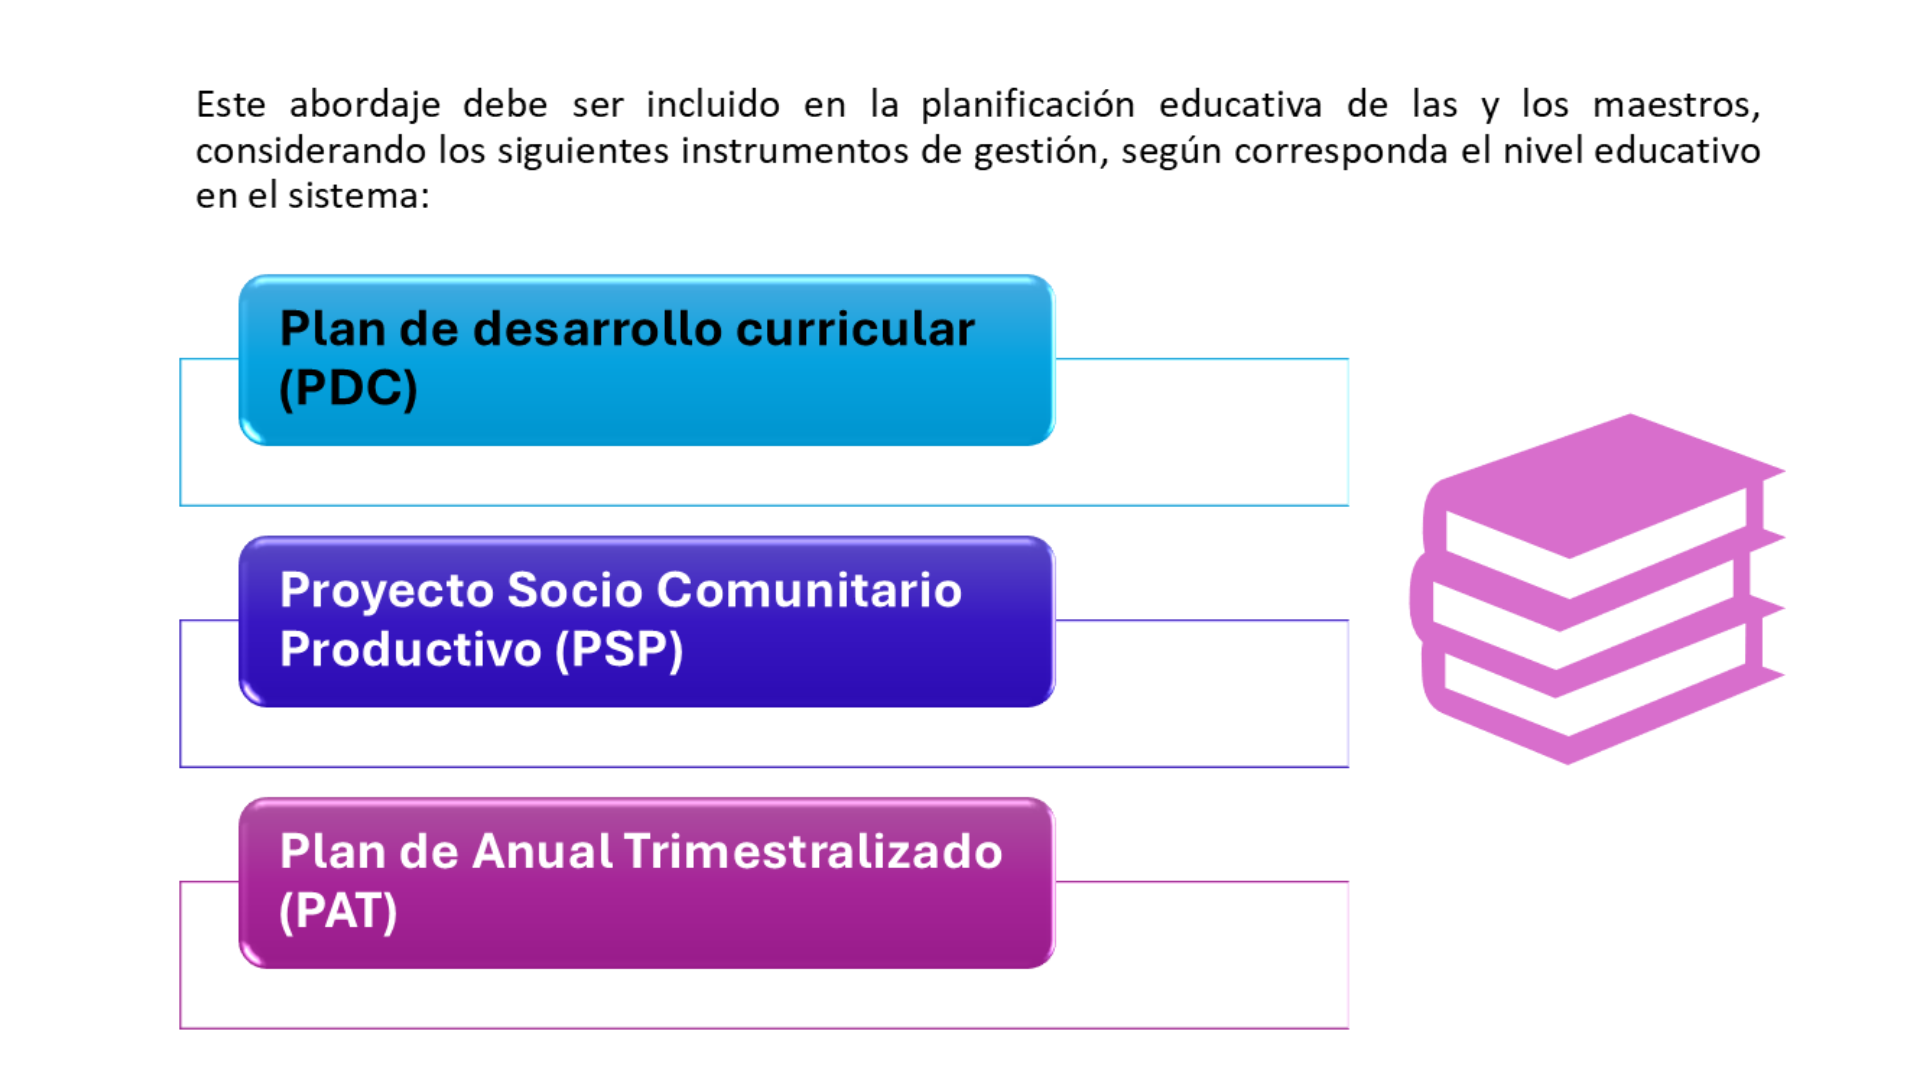 Este abordaje debe ser incluido en la planificación educativa de las y los maestros,
considerando los siguientes instrumentos de gestión, según corresponda el nivel educativo
en el sistema:
Plan de desarrollo curricular
(PDC)
Proyecto Socio Comunitario
Productivo (PSP)
Plan de Anual Trimestralizado
(PAT)